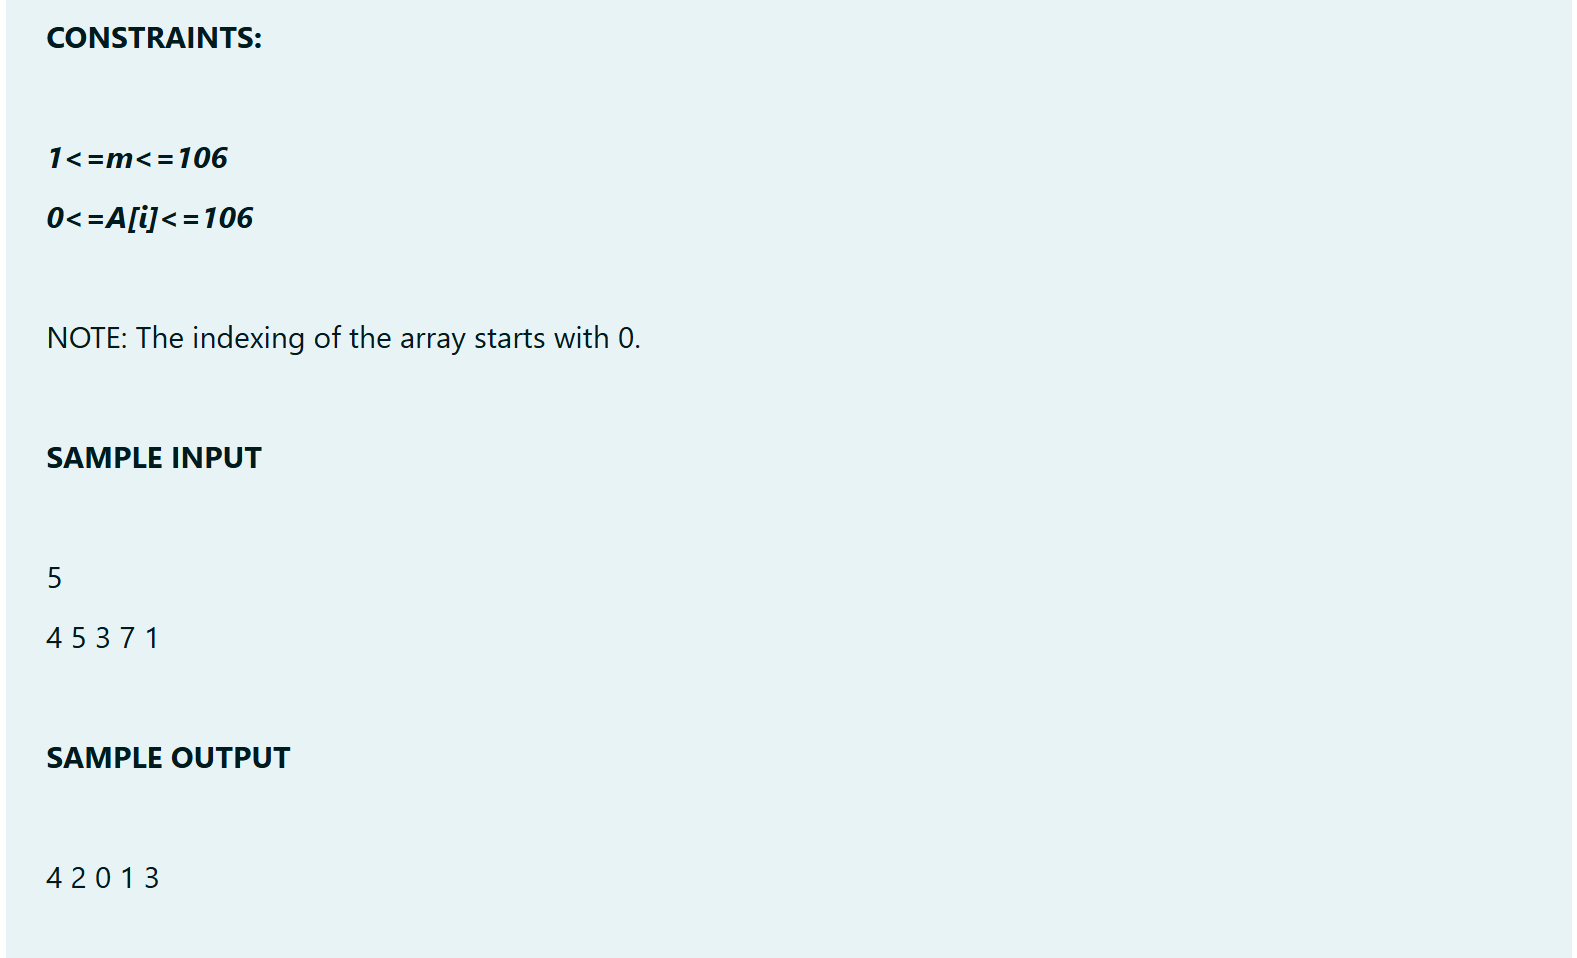 CONSTRAINTS:
1<=m<=106
0<=A[i]<=106
NOTE: The indexing of the array starts with 0.
SAMPLE INPUT
5
4 5 3 7 1
SAMPLE OUTPUT
4 2 0 1 3